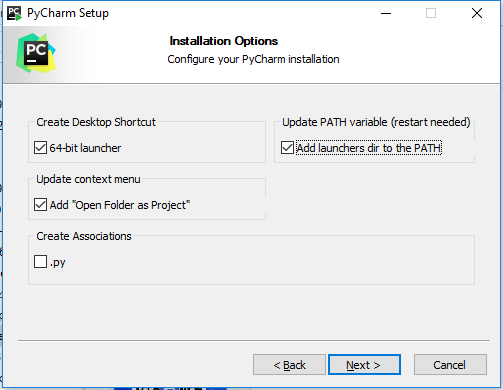 PC PyCharm Setup
PC
Installation Options
Configure your PyCharm installation
Create Desktop Shortcut
64-bit launcher
Update PATH variable (restart needed)
Add launchers dir to the PATH
Update context menu
Add "Open Folder as Project"
Create Associations
.py
< Back
Next >
Cancel